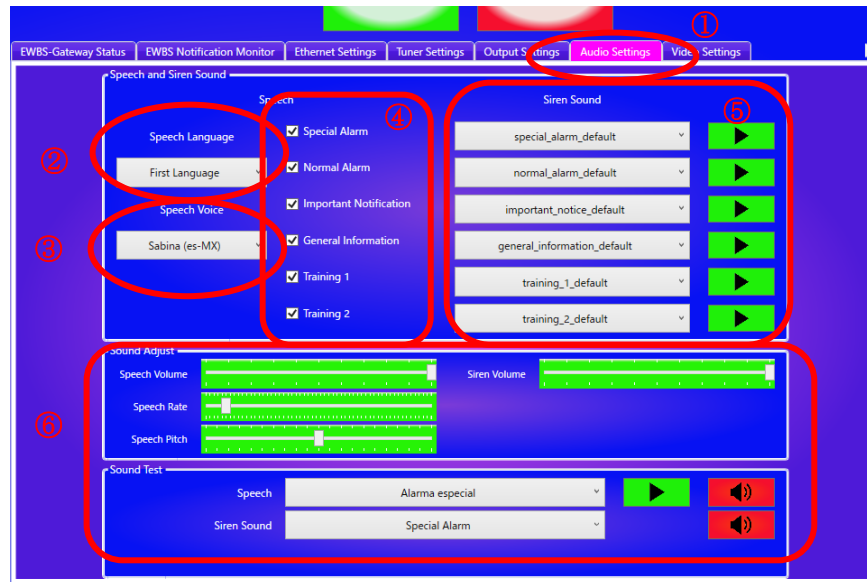 ①
EWBS-Gateway Status EWBS Notification Monitor Ethernet Settings Tuner Settings Output Settings Audio Settings Video Settings
Speech and Siren Sound
Speech Siren Sound
④ ⑤
② Speech Language
First Language
Speech Voice
③ Sabina (es-MX)
Special Alarm special_alarm_default
Normal Alarm normal_alarm_default
Important Notification important_notice_default
General Information general_information_default
Training 1 training_1_default
Training 2 training_2_default
Sound Adjust
Speech Volume Siren Volume
Speech Rate
⑥ Speech Pitch
Sound Test
Speech Alarma especial
Siren Sound Special Alarm